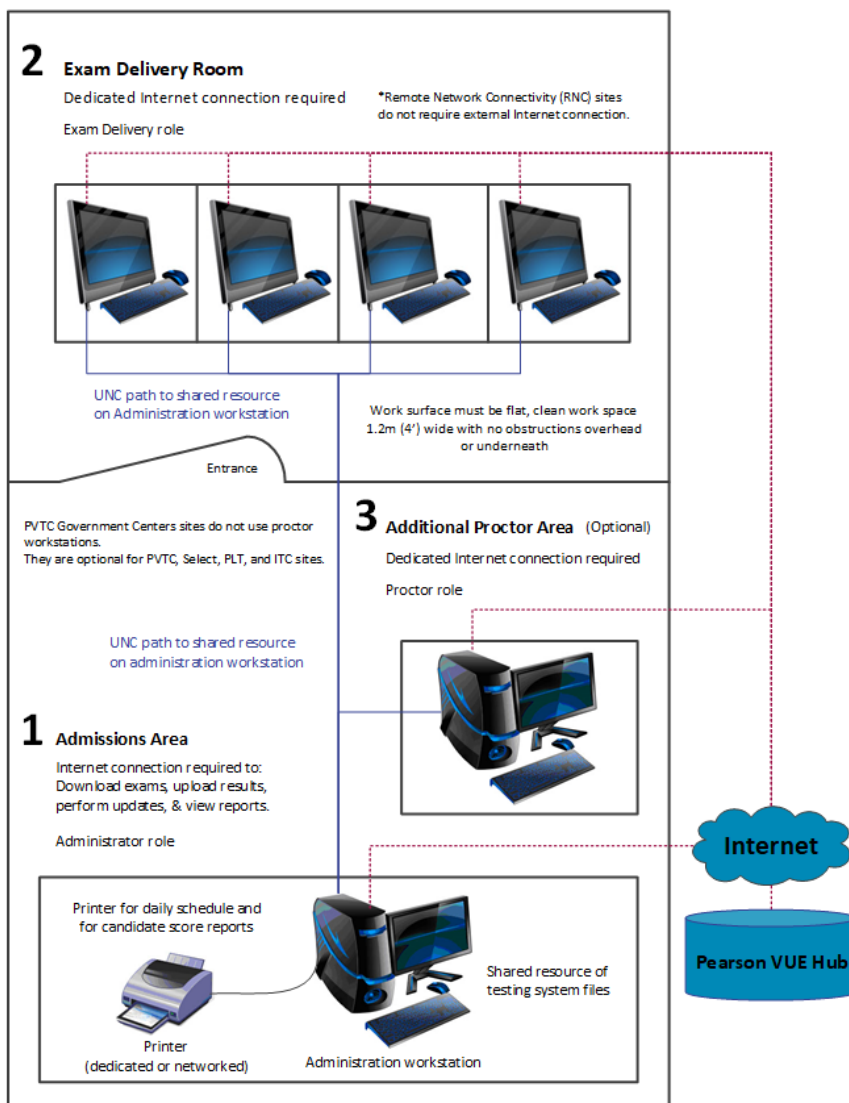 2 Exam Delivery Room
Dedicated Internet connection required
Exam Delivery role
*Remote Network Connectivity (RNC) sites
do not require external Internet connection.
UNC path to shared resource
on Administration workstation
Work surface must be flat, clean work space
1.2m (4') wide with no obstructions overhead
or underneath
Entrance
PVTC Government Centers sites do not use proctor
workstations.
They are optional for PVTC, Select, PLT, and ITC sites.
3 Additional Proctor Area (Optional)
Dedicated Internet connection required
Proctor role
UNC path to shared resource
on administration workstation
1 Admissions Area
Internet connection required to:
Download exams, upload results,
perform updates, & view reports.
Administrator role
Internet
Pearson VUE Hub
Printer for daily schedule and
for candidate score reports
Shared resource of
testing system files
Printer
(dedicated or networked)
Administration workstation